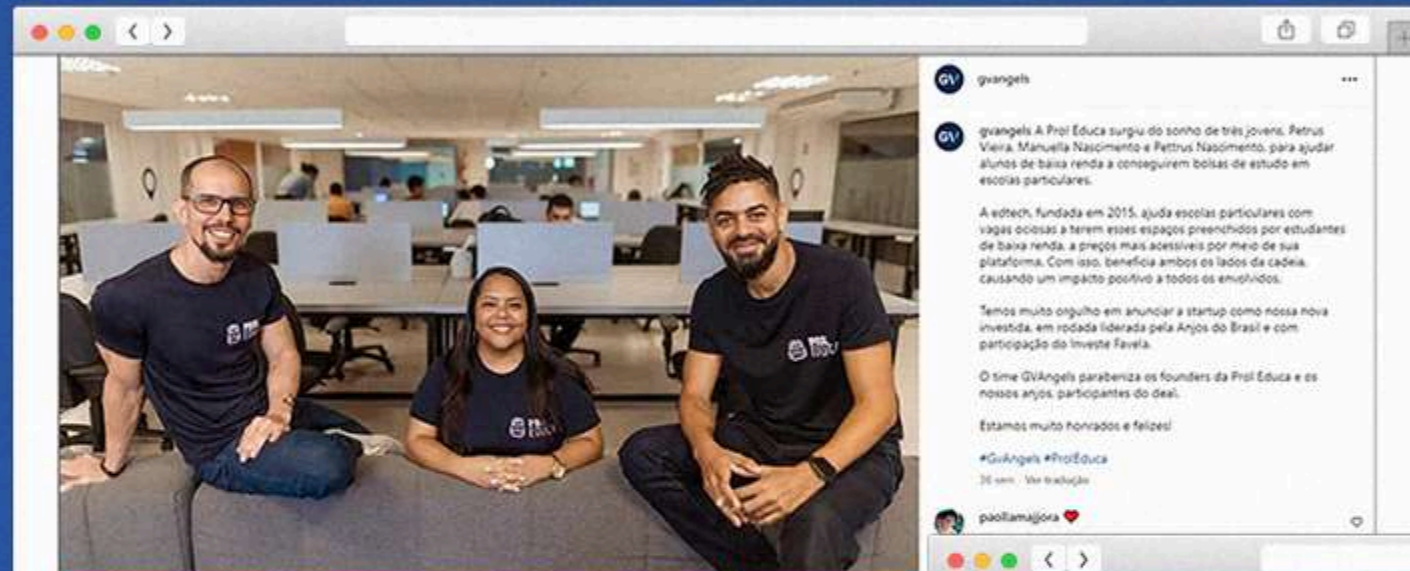 GV
gvangels
GV
gvangels A Prol Educa surgiu do sonho de três jovens, Petrus
Vieira, Manuella Nascimento e Pettrus Nascimento, para ajudar
alunos de baixa renda a conseguirem bolsas de estudo em
escolas particulares.
A edtech, fundada em 2015, ajuda escolas particulares com
vagas ociosas a terem esses espaços preenchidos por estudantes
de baixa renda, a preços mais acessíveis por meio de sua
plataforma. Com isso, beneficia ambos os lados da cadeia,
causando um impacto positivo a todos os envolvidos.
Temos muito orgulho em anunciar a startup como nossa nova
investida, em rodada liderada pela Anjos do Brasil e com
participação do Investe Favela.
O time GVAngels parabeniza os founders da Prol Educa e os
nossos anjos, participantes do deal.
Estamos muito honrados e felizes!
#GvAngels #ProlEduca
36 sem Ver tradução
paollamajjora
PROL
EDUCA